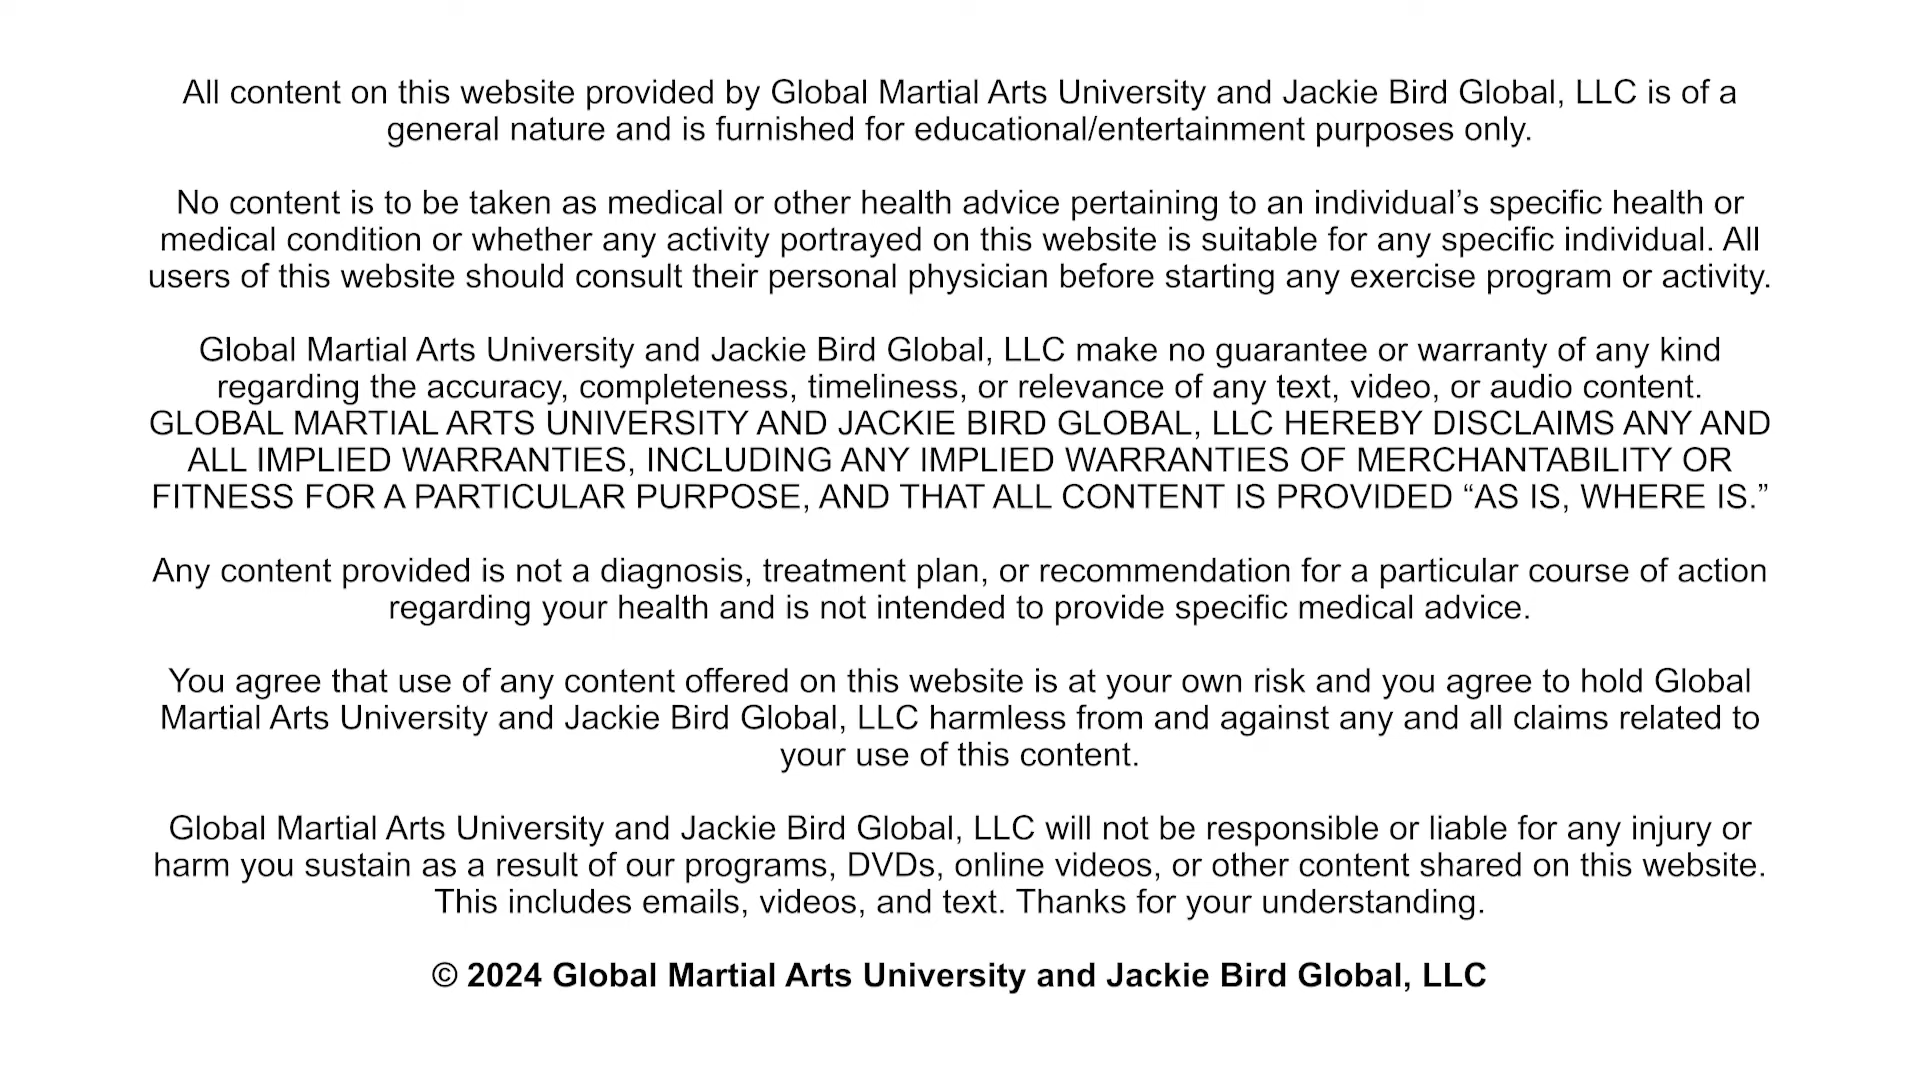 All content on this website provided by Global Martial Arts University and Jackie Bird Global, LLC is of a
general nature and is furnished for educational/entertainment purposes only.
No content is to be taken as medical or other health advice pertaining to an individual’s specific health or
medical condition or whether any activity portrayed on this website is suitable for any specific individual. All
users of this website should consult their personal physician before starting any exercise program or activity.
Global Martial Arts University and Jackie Bird Global, LLC make no guarantee or warranty of any kind
regarding the accuracy, completeness, timeliness, or relevance of any text, video, or audio content.
GLOBAL MARTIAL ARTS UNIVERSITY AND JACKIE BIRD GLOBAL, LLC HEREBY DISCLAIMS ANY AND
ALL IMPLIED WARRANTIES, INCLUDING ANY IMPLIED WARRANTIES OF MERCHANTABILITY OR
FITNESS FOR A PARTICULAR PURPOSE, AND THAT ALL CONTENT IS PROVIDED “AS IS, WHERE IS.”
Any content provided is not a diagnosis, treatment plan, or recommendation for a particular course of action
regarding your health and is not intended to provide specific medical advice.
You agree that use of any content offered on this website is at your own risk and you agree to hold Global
Martial Arts University and Jackie Bird Global, LLC harmless from and against any and all claims related to
your use of this content.
Global Martial Arts University and Jackie Bird Global, LLC will not be responsible or liable for any injury or
harm you sustain as a result of our programs, DVDs, online videos, or other content shared on this website.
This includes emails, videos, and text. Thanks for your understanding.
© 2024 Global Martial Arts University and Jackie Bird Global, LLC